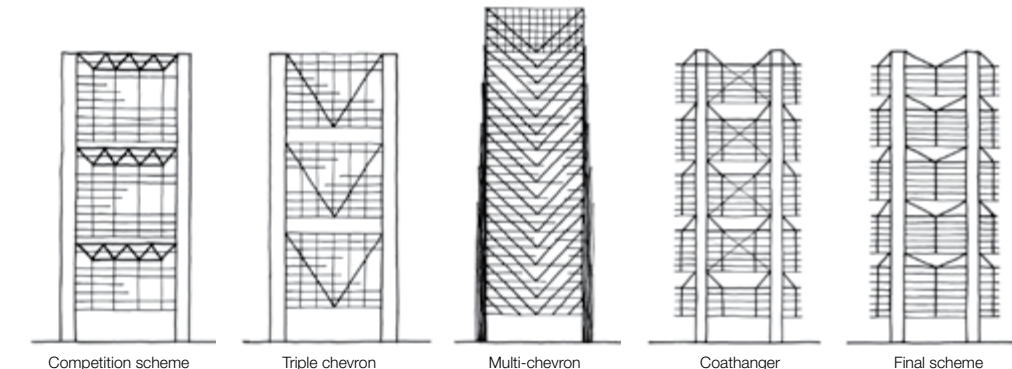 Competition scheme
Triple chevron
Multi-chevron
Coathanger
Final scheme